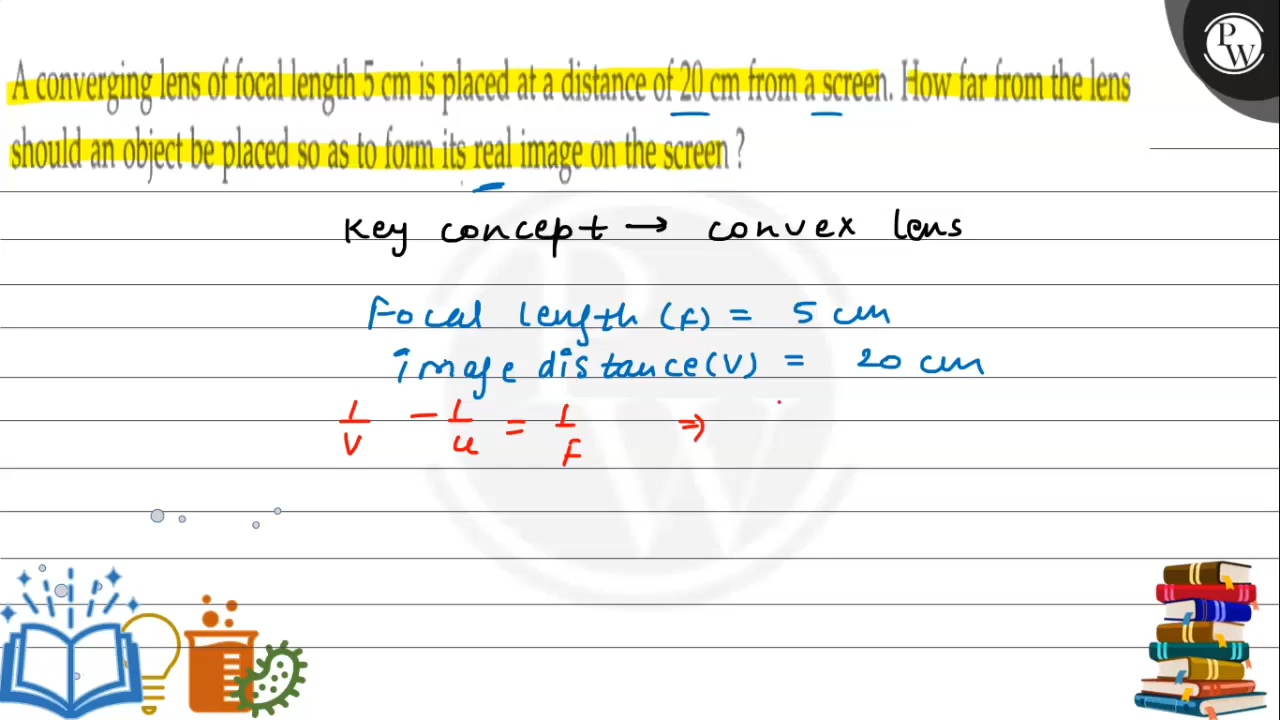 PW
A converging lens of focal length 5 cm is placed at a distance of 20 cm from a screen. How far from the lens
should an object be placed so as to form its real image on the screen ?
Key concept → convex lens
Focal length (f) = 5 cm
image distance (v) = 20 cm
1/v - 1/u = 1/f ⇒